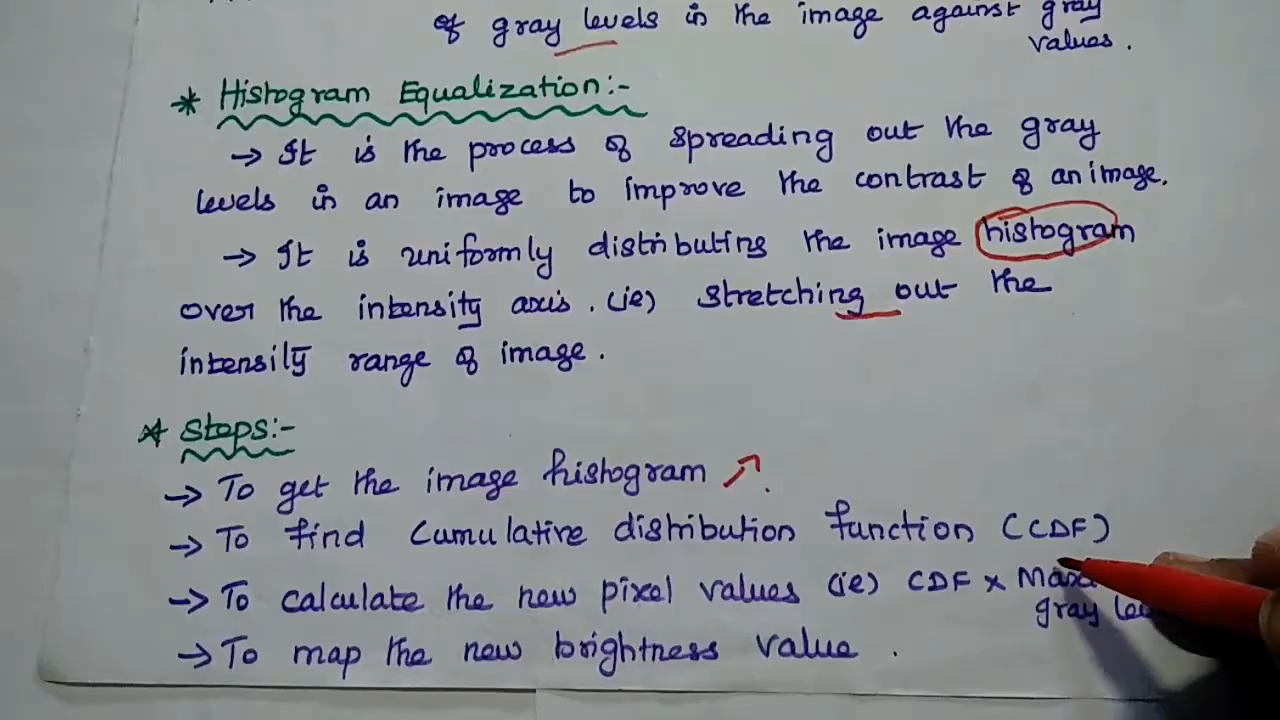 of gray levels in the image against gray
values.
* Histogram Equalization:-
→ It is the process of spreading out the gray
levels in an image to improve the contrast of an image.
→ It is uniformly distributing the image histogram
over the intensity axis. (ie) stretching out the
intensity range of image.
* Steps:-
→ To get the image histogram
→ To find Cumulative distribution function (CDF)
→ To calculate the new pixel values (ie) CDF ×
gray
→ To map the new brightness value.